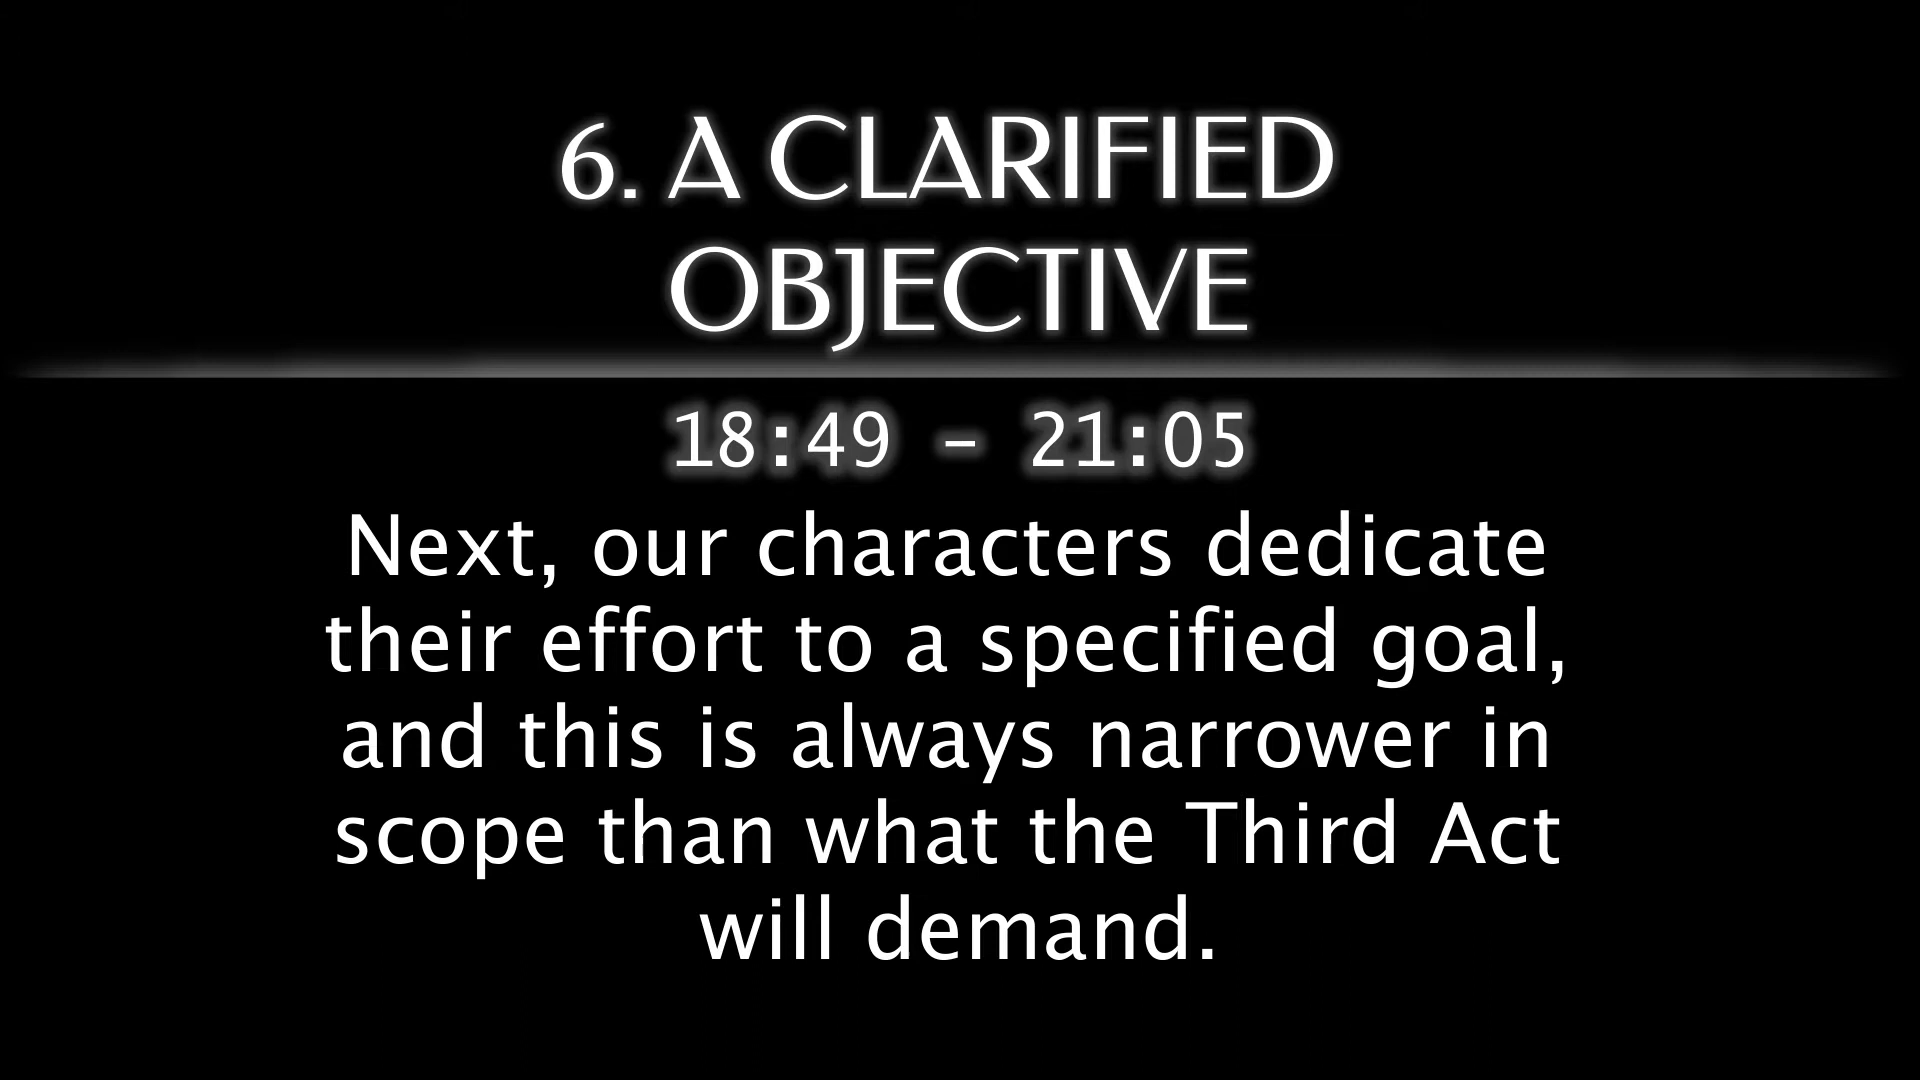 6. A CLARIFIED
OBJECTIVE
18:49 - 21:05
Next, our characters dedicate
their effort to a specified goal,
and this is always narrower in
scope than what the Third Act
will demand.